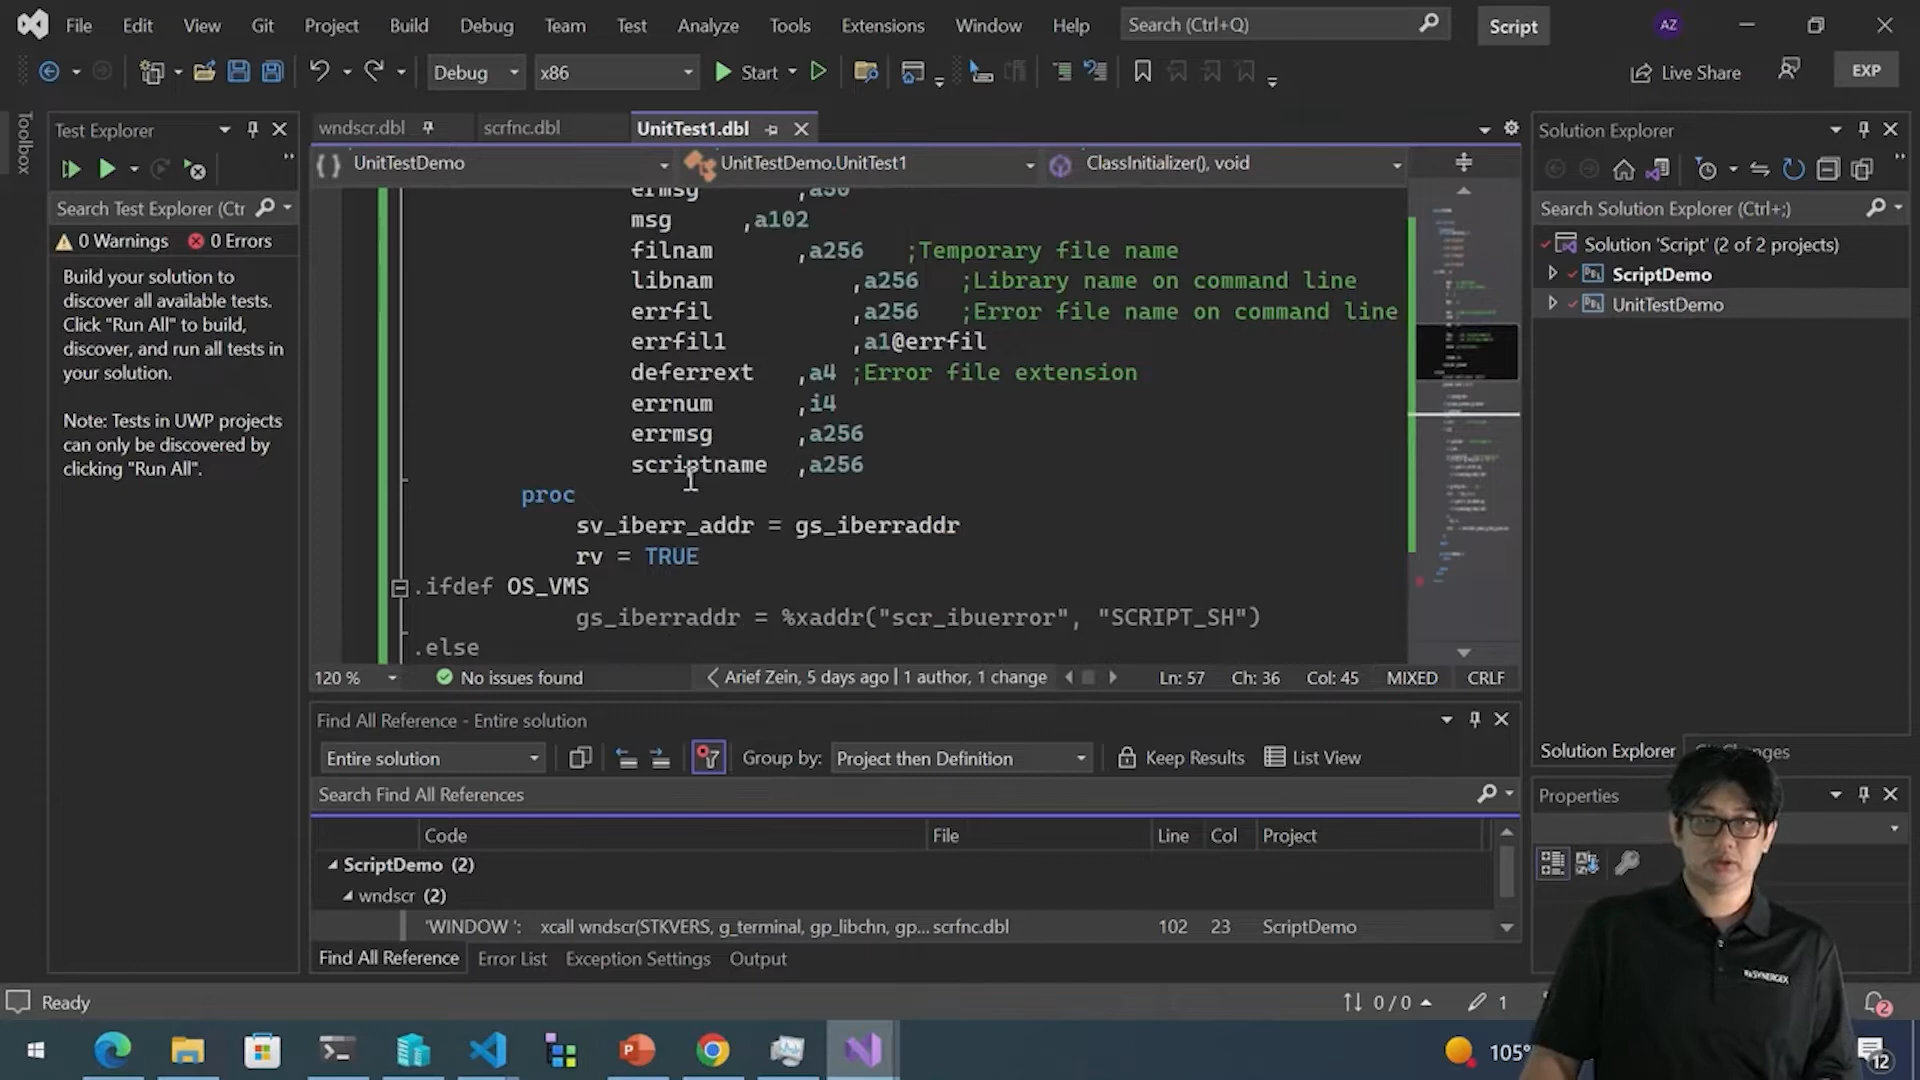 File Edit View Git Project Build Debug Team Test Analyze Tools Extensions Window Help Search (Ctrl+Q) Script AZ
Debug x86 Start Live Share EXP
Toolbox
Test Explorer
Search Test Explorer (Ctr
0 Warnings 0 Errors
Build your solution to
discover all available tests.
Click "Run All" to build,
discover, and run all tests in
your solution.
Note: Tests in UWP projects
can only be discovered by
clicking "Run All".
wndscr.dbl scrfnc.dbl UnitTest1.dbl
UnitTestDemo UnitTestDemo.UnitTest1 ClassInitializer(), void
ermsg ,a50
msg ,a102
filnam ,a256 ;Temporary file name
libnam ,a256 ;Library name on command line
errfil ,a256 ;Error file name on command line
errfil1 ,a1@errfil
deferrext ,a4 ;Error file extension
errnum ,i4
errmsg ,a256
scriptname ,a256
proc
sv_iberr_addr = gs_iberraddr
rv = TRUE
.ifdef OS_VMS
gs_iberraddr = %xaddr("scr_ibuerror", "SCRIPT_SH")
.else
120 % No issues found Arief Zein, 5 days ago | 1 author, 1 change Ln: 57 Ch: 36 Col: 45 MIXED CRLF
Find All Reference - Entire solution
Entire solution Group by: Project then Definition Keep Results List View
Search Find All References
Code File Line Col Project
ScriptDemo (2)
wndscr (2)
'WINDOW ': xcall wndscr(STKVERS, g_terminal, gp_libchn, gp... scrfnc.dbl 102 23 ScriptDemo
Find All Reference Error List Exception Settings Output
Solution Explorer
Search Solution Explorer (Ctrl+;)
Solution 'Script' (2 of 2 projects)
ScriptDemo
UnitTestDemo
Solution Explorer Changes
Properties
SYNERGEX
Ready 0 / 0 1 2
105° 12